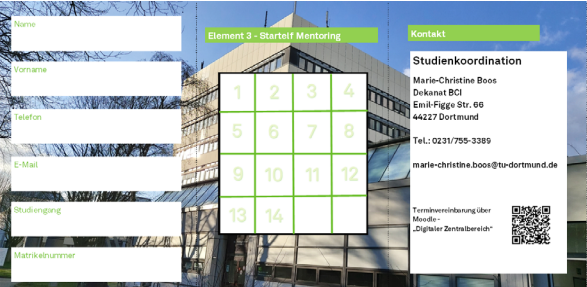 Name
Vorname
Telefon
E-Mail
Studiengang
Matrikelnummer
Element 3 - Startelf Mentoring
1 2 3 4
5 6 7 8
9 10 11 12
13 14
Kontakt
Studienkoordination
Marie-Christine Boos
Dekanat BCI
Emil-Figge Str. 66
44227 Dortmund
Tel.: 0231/755-3389
marie-christine.boos@tu-dortmund.de
Terminvereinbarung über
Moodle -
„Digitaler Zentralbereich“